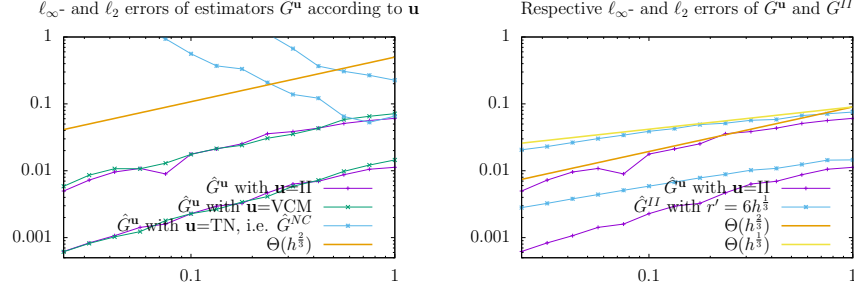 ℓ∞- and ℓ2 errors of estimators G^u according to u
1
0.1
0.01
0.001
0.1
1
Ĝ^u with u=II
Ĝ^u with u=VCM
Ĝ^u with u=TN, i.e. Ĝ^NC
Θ(h^{2/3})
Respective ℓ∞- and ℓ2 errors of G^u and G^II
1
0.1
0.01
0.001
0.1
1
Ĝ^u with u=II
Ĝ^II with r′ = 6h^{1/3}
Θ(h^{2/3})
Θ(h^{1/3})